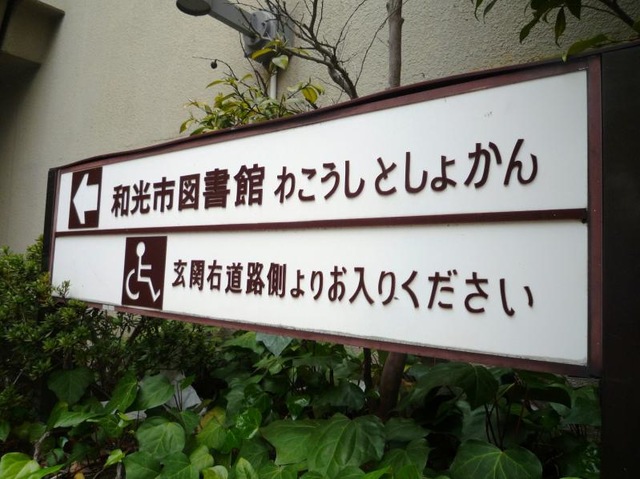 和光市図書館 わこうしとしょかん
玄関右道路側よりお入りください